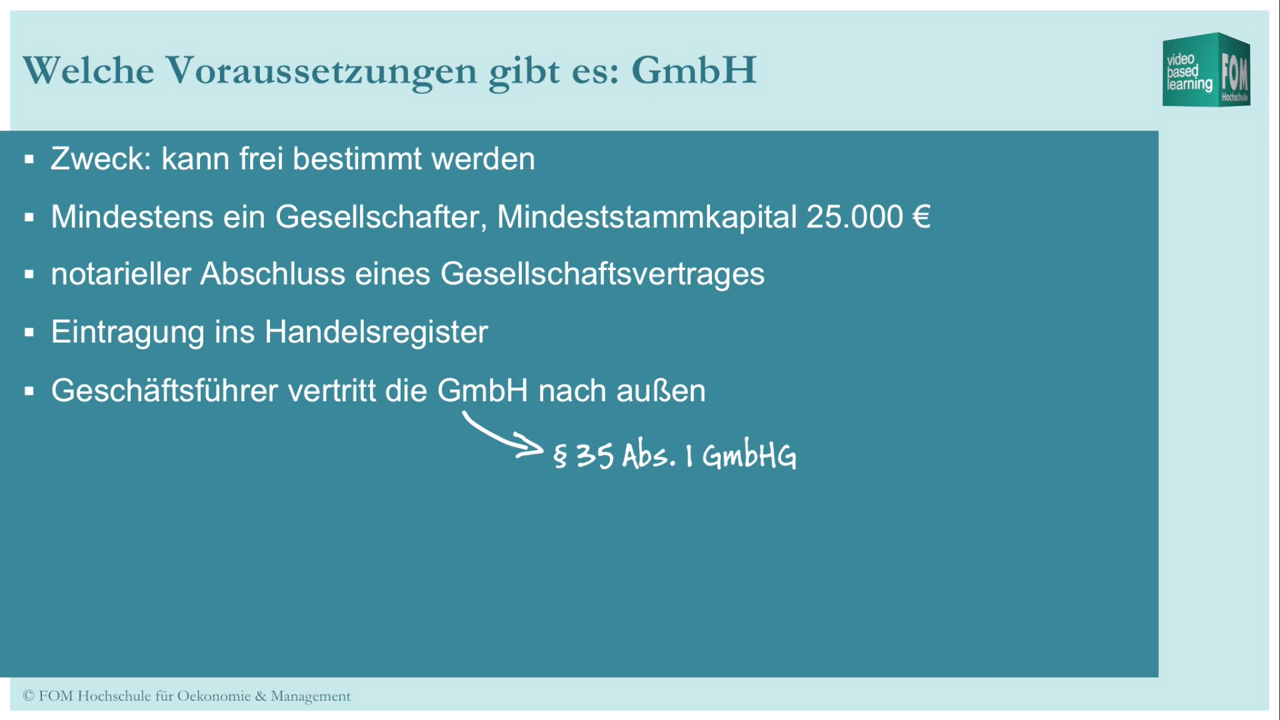 Welche Voraussetzungen gibt es: GmbH
video
based
learning
FOM
Hochschule
▪ Zweck: kann frei bestimmt werden
▪ Mindestens ein Gesellschafter, Mindeststammkapital 25.000 €
▪ notarieller Abschluss eines Gesellschaftsvertrages
▪ Eintragung ins Handelsregister
▪ Geschäftsführer vertritt die GmbH nach außen
§ 35 Abs. 1 GmbHG
© FOM Hochschule für Oekonomie & Management